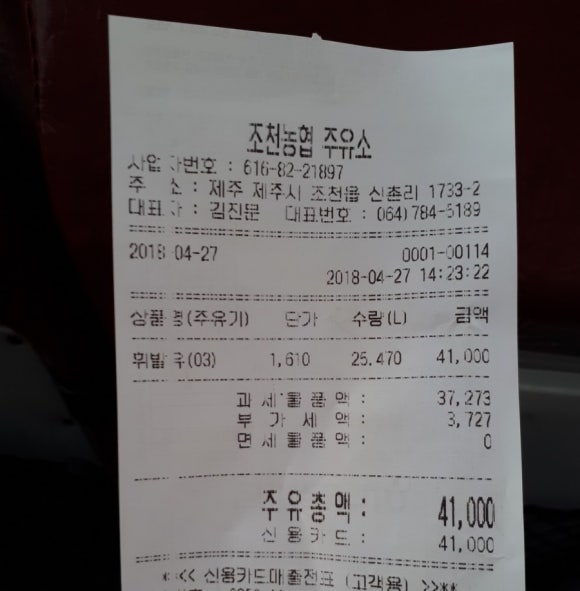 조천농협 주유소
사업자번호 : 616-82-21897
주 소 : 제주 제주시 조천읍 신촌리 1733-2
대표자 : 김진문 대표번호 : (064)784-5189
2018-04-27 0001-00114
2018-04-27 14:23:22
상품명(주유기) 단가 수량(L) 금액
휘발유(03) 1,610 25.470 41,000
과 세 물 품 액 : 37,273
부 가 세 액 : 3,727
면 세 물 품 액 : 0
주 유 총 액 : 41,000
신 용 카 드 : 41,000
*<< 신용카드매출전표 (고객용) >>**